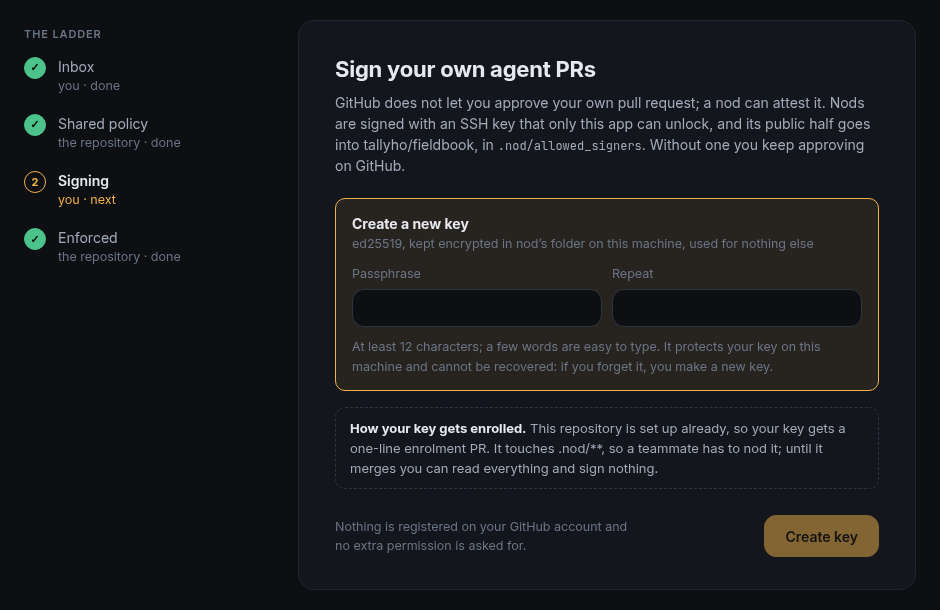 THE LADDER
✓ Inbox
you · done
✓ Shared policy
the repository · done
2 Signing
you · next
✓ Enforced
the repository · done
Sign your own agent PRs
GitHub does not let you approve your own pull request; a nod can attest it. Nods
are signed with an SSH key that only this app can unlock, and its public half goes
into tallyho/fieldbook, in .nod/allowed_signers. Without one you keep approving
on GitHub.
Create a new key
ed25519, kept encrypted in nod’s folder on this machine, used for nothing else
Passphrase Repeat
At least 12 characters; a few words are easy to type. It protects your key on this
machine and cannot be recovered: if you forget it, you make a new key.
How your key gets enrolled. This repository is set up already, so your key gets a
one-line enrolment PR. It touches .nod/**, so a teammate has to nod it; until it
merges you can read everything and sign nothing.
Nothing is registered on your GitHub account and
no extra permission is asked for.
Create key